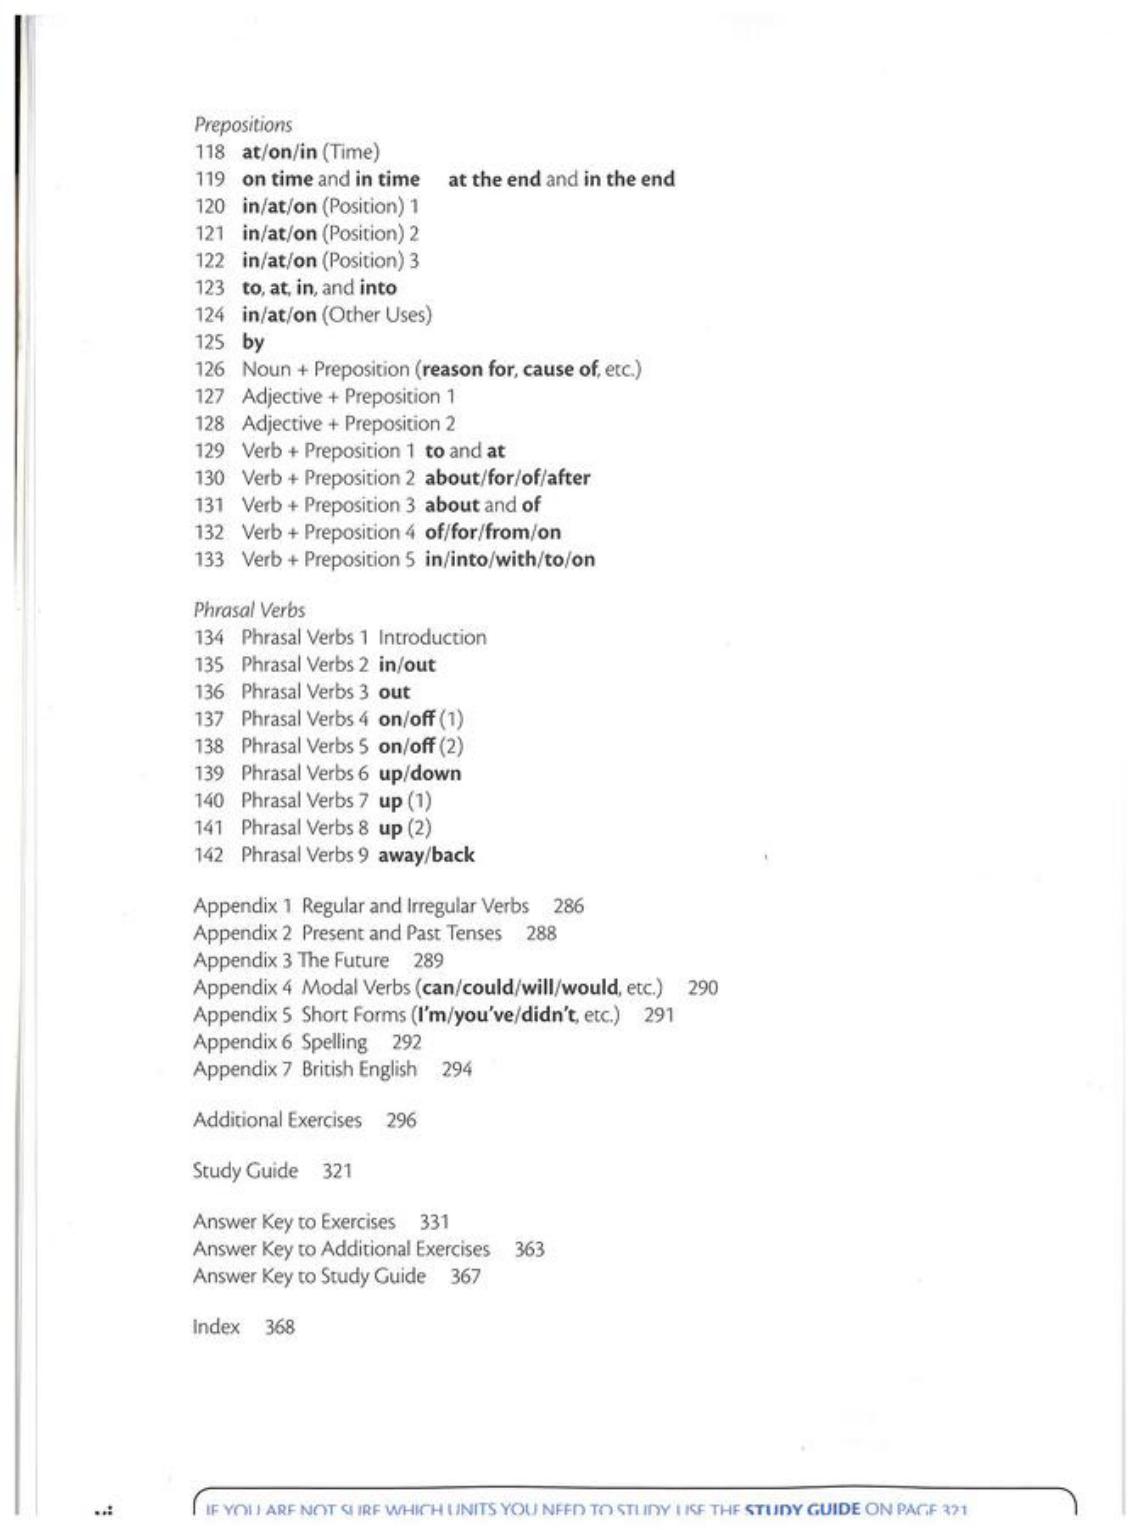 Prepositions
118 at/on/in (Time)
119 on time and in time at the end and in the end
120 in/at/on (Position) 1
121 in/at/on (Position) 2
122 in/at/on (Position) 3
123 to, at, in, and into
124 in/at/on (Other Uses)
125 by
126 Noun + Preposition (reason for, cause of, etc.)
127 Adjective + Preposition 1
128 Adjective + Preposition 2
129 Verb + Preposition 1 to and at
130 Verb + Preposition 2 about/for/of/after
131 Verb + Preposition 3 about and of
132 Verb + Preposition 4 of/for/from/on
133 Verb + Preposition 5 in/into/with/to/on
Phrasal Verbs
134 Phrasal Verbs 1 Introduction
135 Phrasal Verbs 2 in/out
136 Phrasal Verbs 3 out
137 Phrasal Verbs 4 on/off (1)
138 Phrasal Verbs 5 on/off (2)
139 Phrasal Verbs 6 up/down
140 Phrasal Verbs 7 up (1)
141 Phrasal Verbs 8 up (2)
142 Phrasal Verbs 9 away/back
Appendix 1 Regular and Irregular Verbs 286
Appendix 2 Present and Past Tenses 288
Appendix 3 The Future 289
Appendix 4 Modal Verbs (can/could/will/would, etc.) 290
Appendix 5 Short Forms (I'm/you've/didn't, etc.) 291
Appendix 6 Spelling 292
Appendix 7 British English 294
Additional Exercises 296
Study Guide 321
Answer Key to Exercises 331
Answer Key to Additional Exercises 363
Answer Key to Study Guide 367
Index 368
vi IF YOU ARE NOT SURE WHICH UNITS YOU NEED TO STUDY, USE THE STUDY GUIDE ON PAGE 321